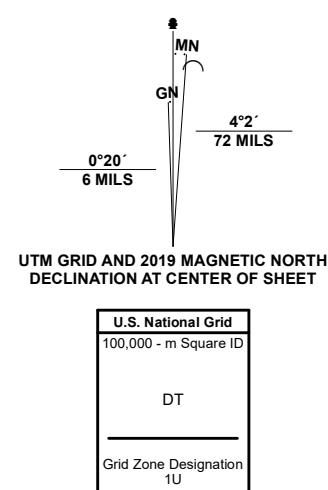 MN
GN
4°2´
72 MILS
0°20´
6 MILS
UTM GRID AND 2019 MAGNETIC NORTH
DECLINATION AT CENTER OF SHEET
U.S. National Grid
100,000 - m Square ID
DT
Grid Zone Designation
1U